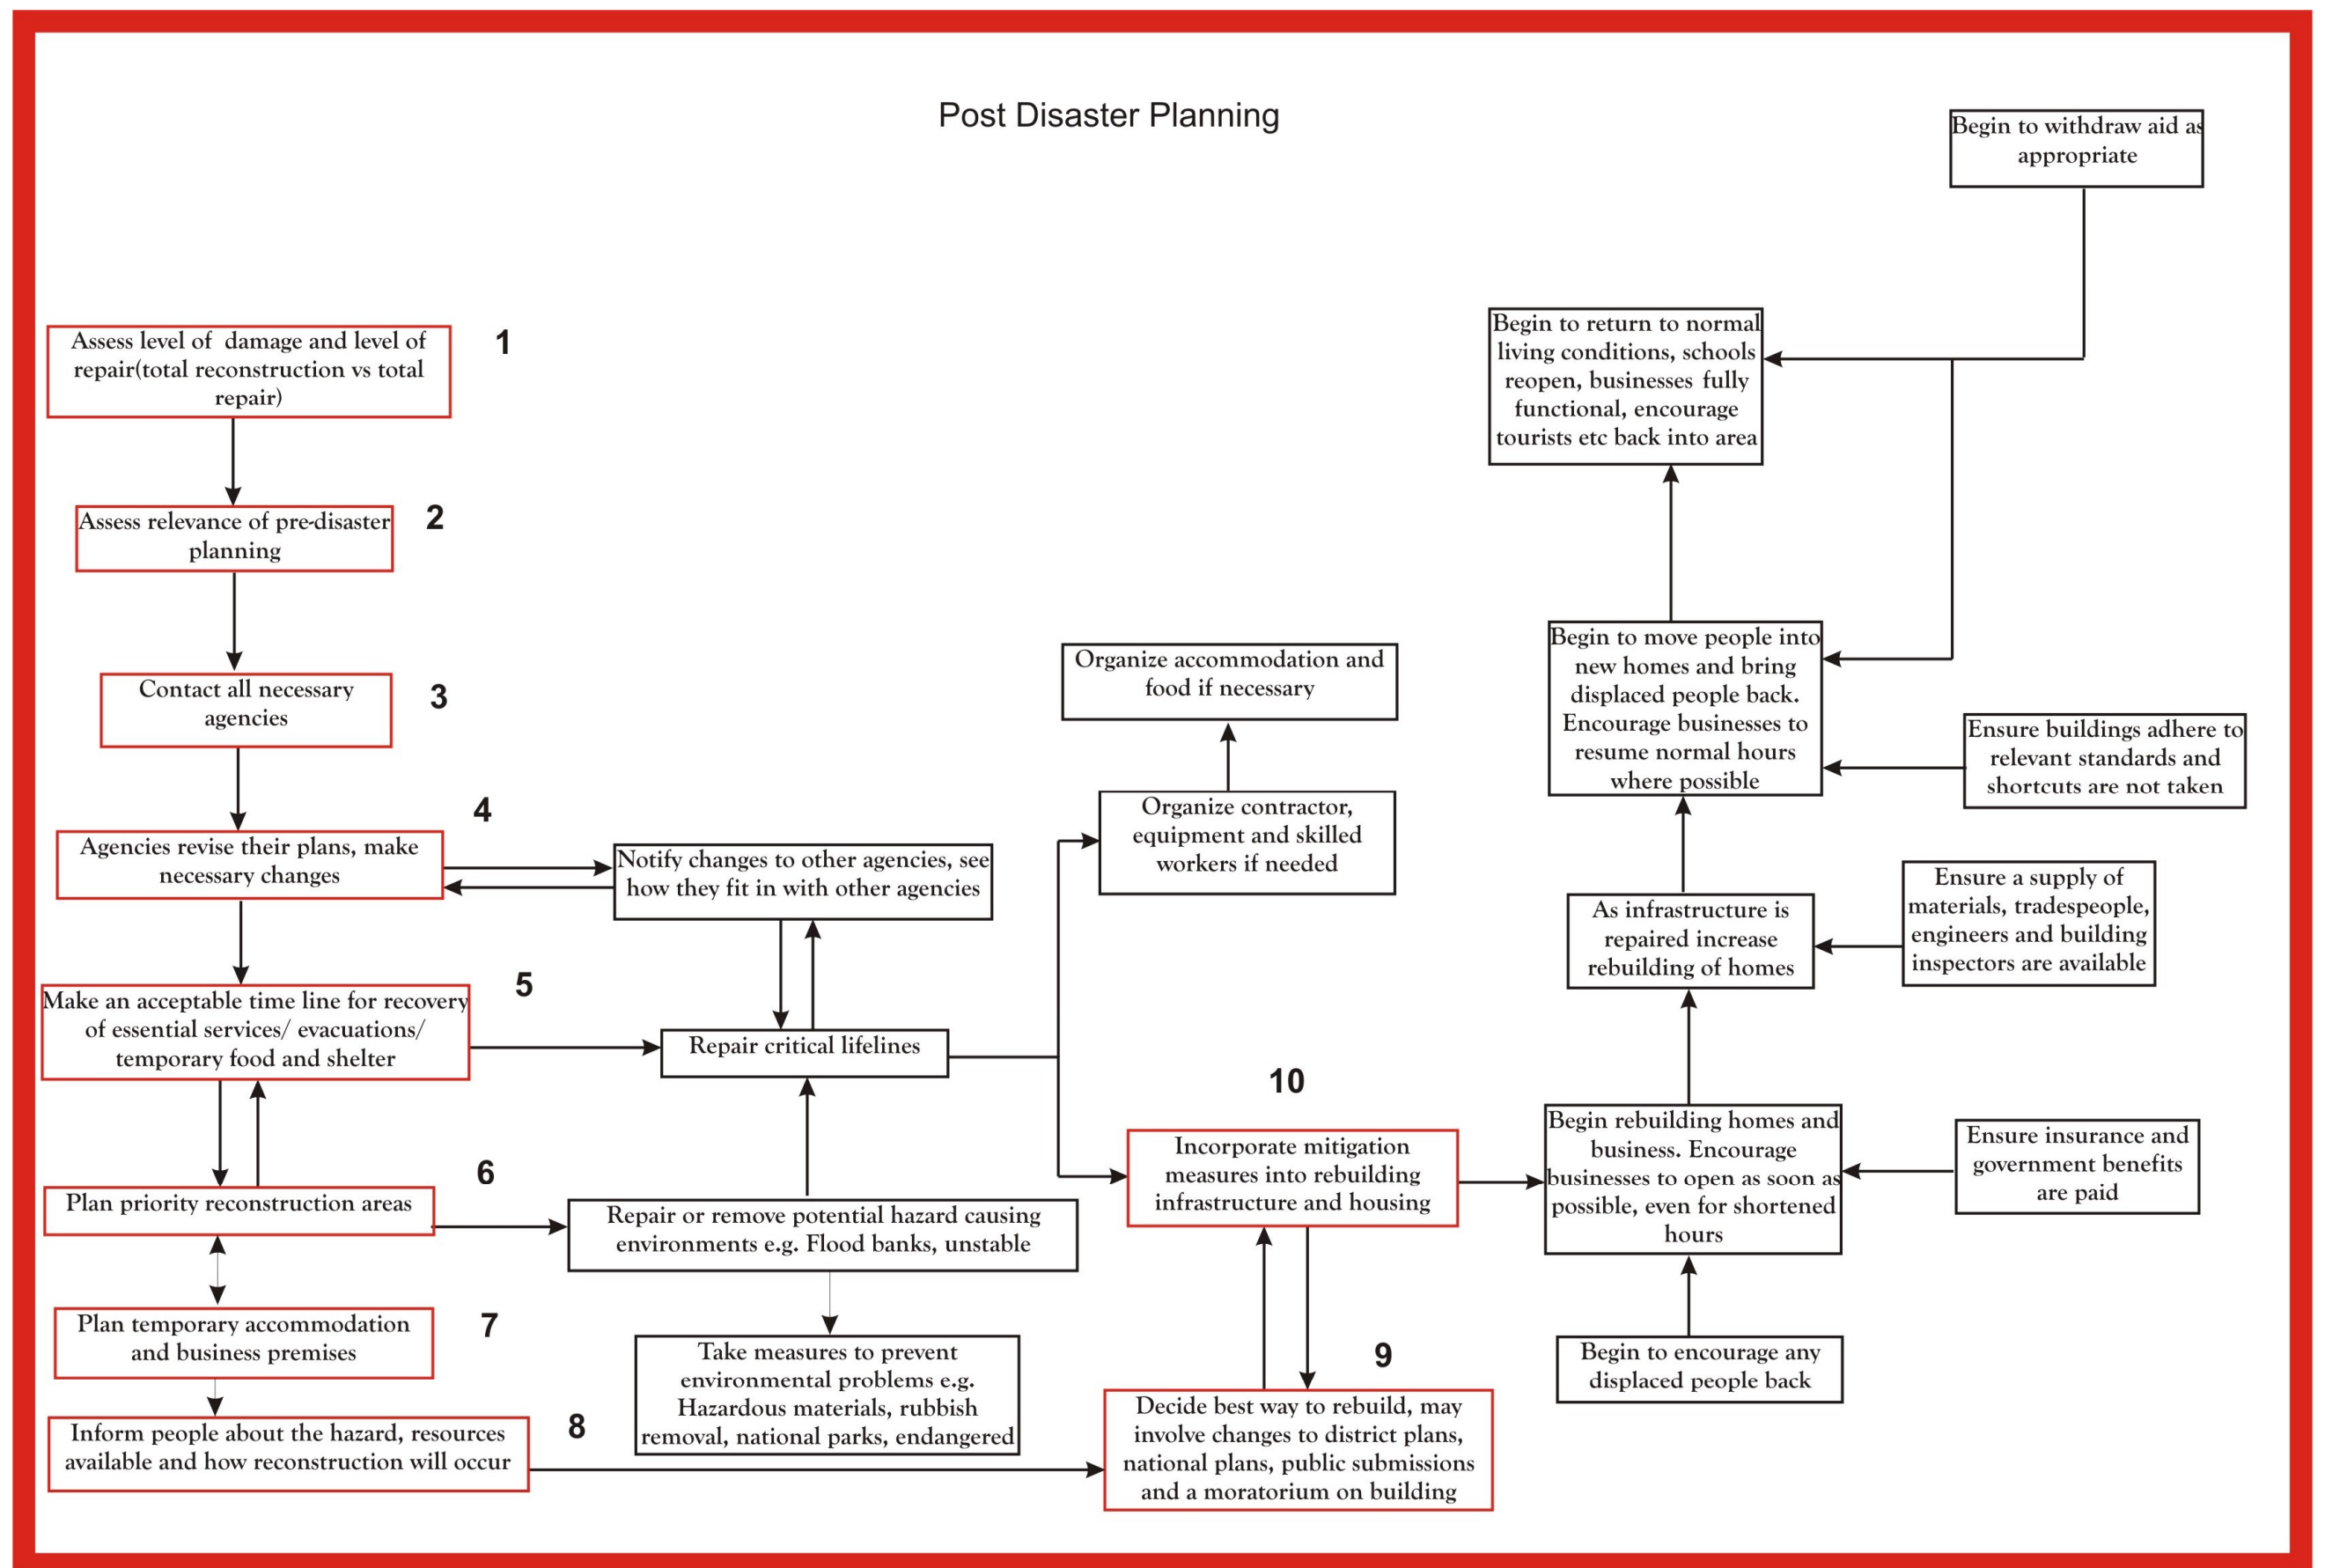 Post Disaster Planning
Begin to withdraw aid as
appropriate
Assess level of damage and level of
repair(total reconstruction vs total
repair)
1
Assess relevance of pre-disaster
planning
2
Contact all necessary
agencies
3
Agencies revise their plans, make
necessary changes
4
Notify changes to other agencies, see
how they fit in with other agencies
Make an acceptable time line for recovery
of essential services/ evacuations/
temporary food and shelter
5
Repair critical lifelines
Plan priority reconstruction areas
6
Repair or remove potential hazard causing
environments e.g. Flood banks, unstable
Plan temporary accommodation
and business premises
7
Take measures to prevent
environmental problems e.g.
Hazardous materials, rubbish
removal, national parks, endangered
Inform people about the hazard, resources
available and how reconstruction will occur
8
Organize accommodation and
food if necessary
Organize contractor,
equipment and skilled
workers if needed
10
Incorporate mitigation
measures into rebuilding
infrastructure and housing
9
Decide best way to rebuild, may
involve changes to district plans,
national plans, public submissions
and a moratorium on building
Begin to return to normal
living conditions, schools
reopen, businesses fully
functional, encourage
tourists etc back into area
Begin to move people into
new homes and bring
displaced people back.
Encourage businesses to
resume normal hours
where possible
Ensure buildings adhere to
relevant standards and
shortcuts are not taken
As infrastructure is
repaired increase
rebuilding of homes
Ensure a supply of
materials, tradespeople,
engineers and building
inspectors are available
Begin rebuilding homes and
business. Encourage
businesses to open as soon as
possible, even for shortened
hours
Ensure insurance and
government benefits
are paid
Begin to encourage any
displaced people back